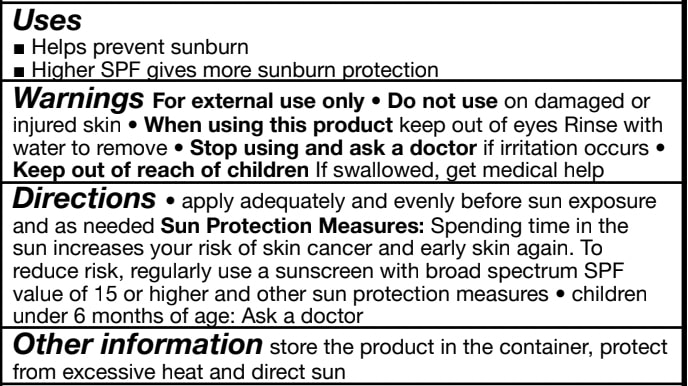 Uses
▪ Helps prevent sunburn
▪ Higher SPF gives more sunburn protection
Warnings For external use only • Do not use on damaged or
injured skin • When using this product keep out of eyes Rinse with
water to remove • Stop using and ask a doctor if irritation occurs •
Keep out of reach of children If swallowed, get medical help
Directions • apply adequately and evenly before sun exposure
and as needed Sun Protection Measures: Spending time in the
sun increases your risk of skin cancer and early skin again. To
reduce risk, regularly use a sunscreen with broad spectrum SPF
value of 15 or higher and other sun protection measures • children
under 6 months of age: Ask a doctor
Other information store the product in the container, protect
from excessive heat and direct sun